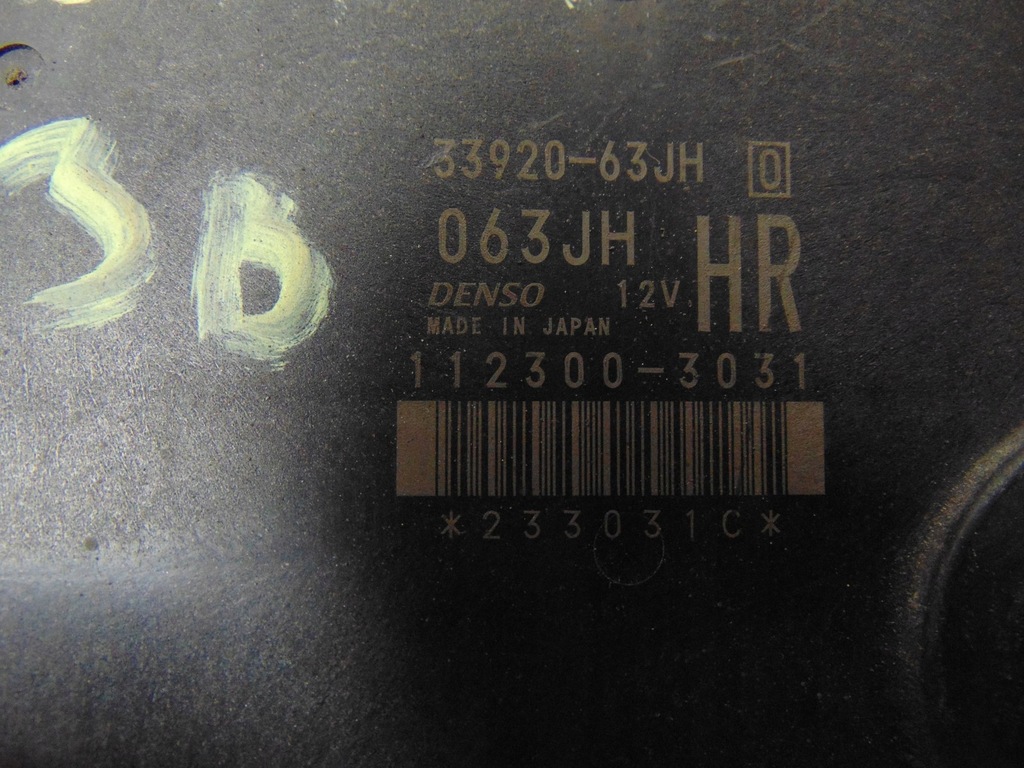 3B
33920-63JH 0
063JH HR
DENSO 12V
MADE IN JAPAN
112300-3031
*233031C*